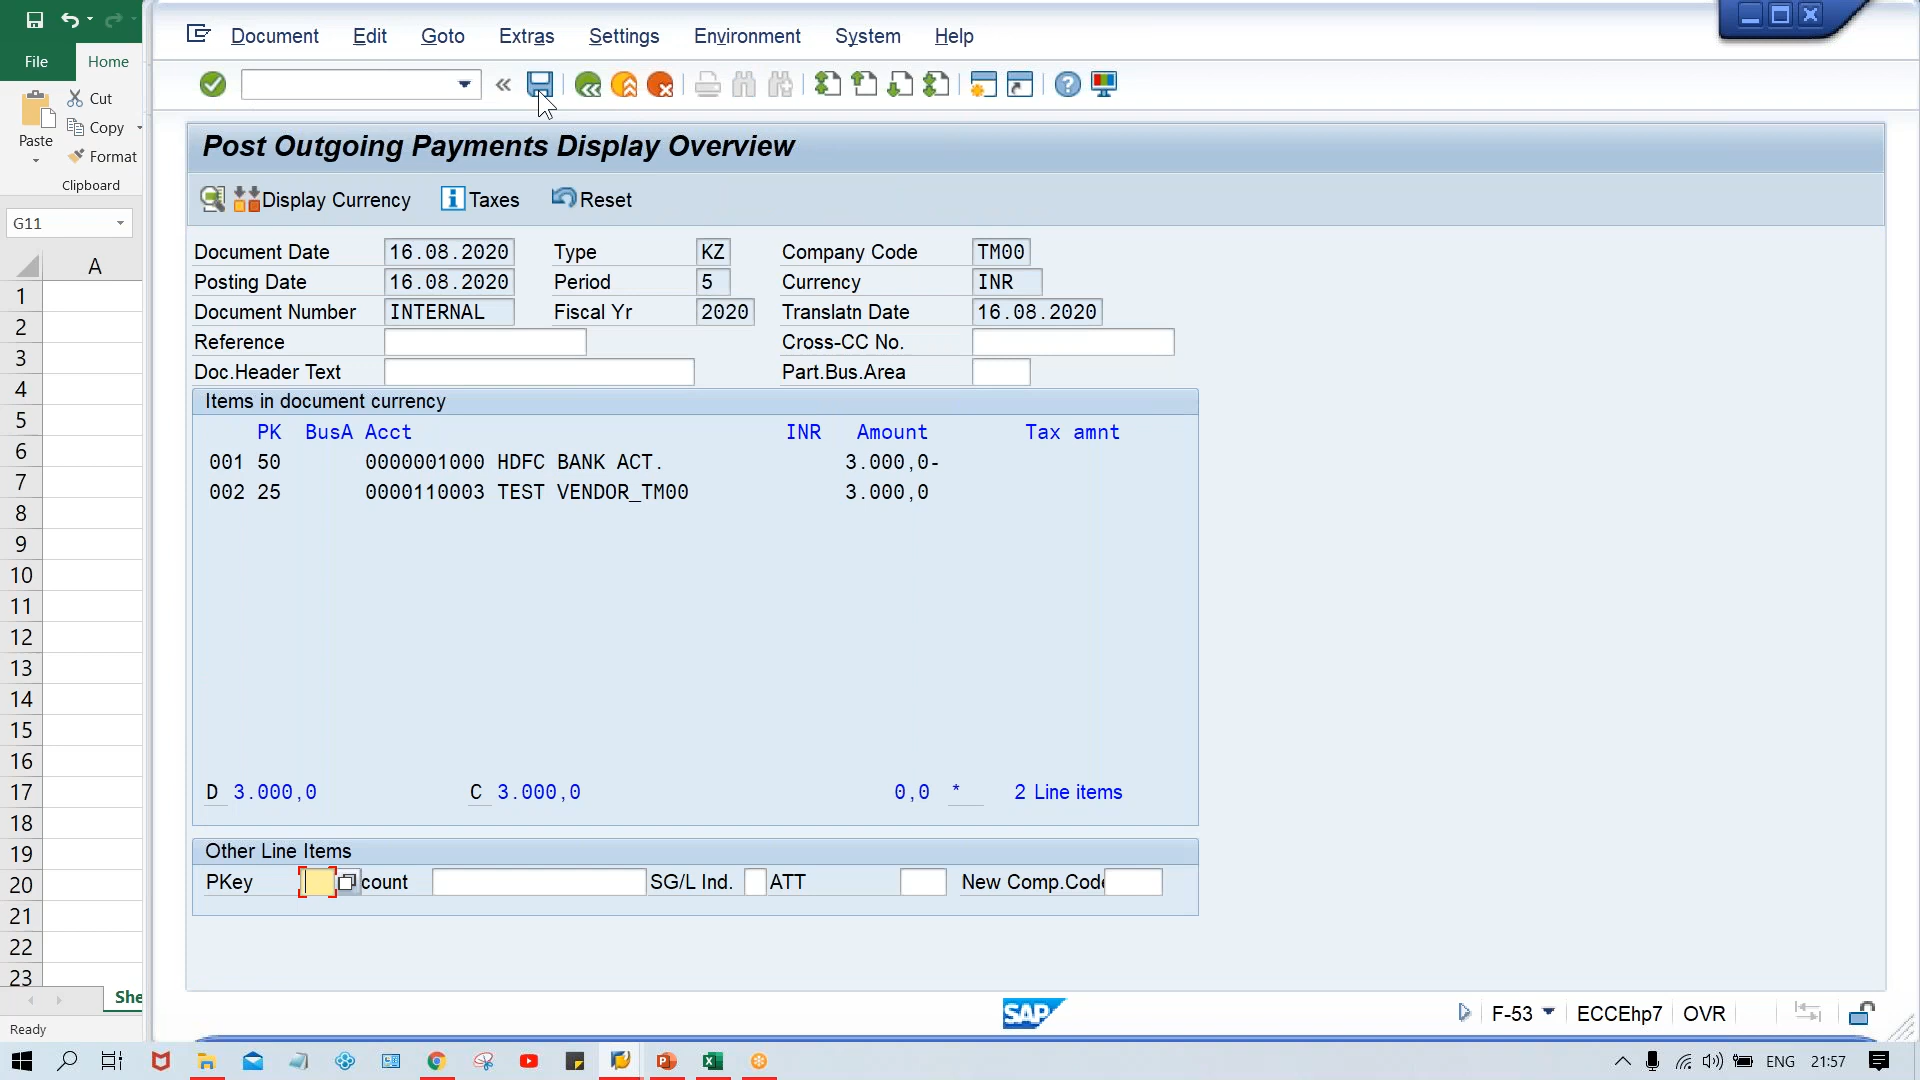 Document Edit Goto Extras Settings Environment System Help
File Home
Cut
Copy
Paste
Format
Clipboard
G11
A
1
2
3
4
5
6
7
8
9
10
11
12
13
14
15
16
17
18
19
20
21
22
23
She
Ready
Post Outgoing Payments Display Overview
Display Currency Taxes Reset
Document Date 16.08.2020 Type KZ Company Code TM00
Posting Date 16.08.2020 Period 5 Currency INR
Document Number INTERNAL Fiscal Yr 2020 Translatn Date 16.08.2020
Reference Cross-CC No.
Doc.Header Text Part.Bus.Area
Items in document currency
PK BusA Acct INR Amount Tax amnt
001 50 0000001000 HDFC BANK ACT. 3.000,0-
002 25 0000110003 TEST VENDOR_TM00 3.000,0
D 3.000,0 C 3.000,0 0,0 * 2 Line items
Other Line Items
PKey count SG/L Ind. ATT New Comp.Code
SAP F-53 ECCEhp7 OVR
ENG 21:57